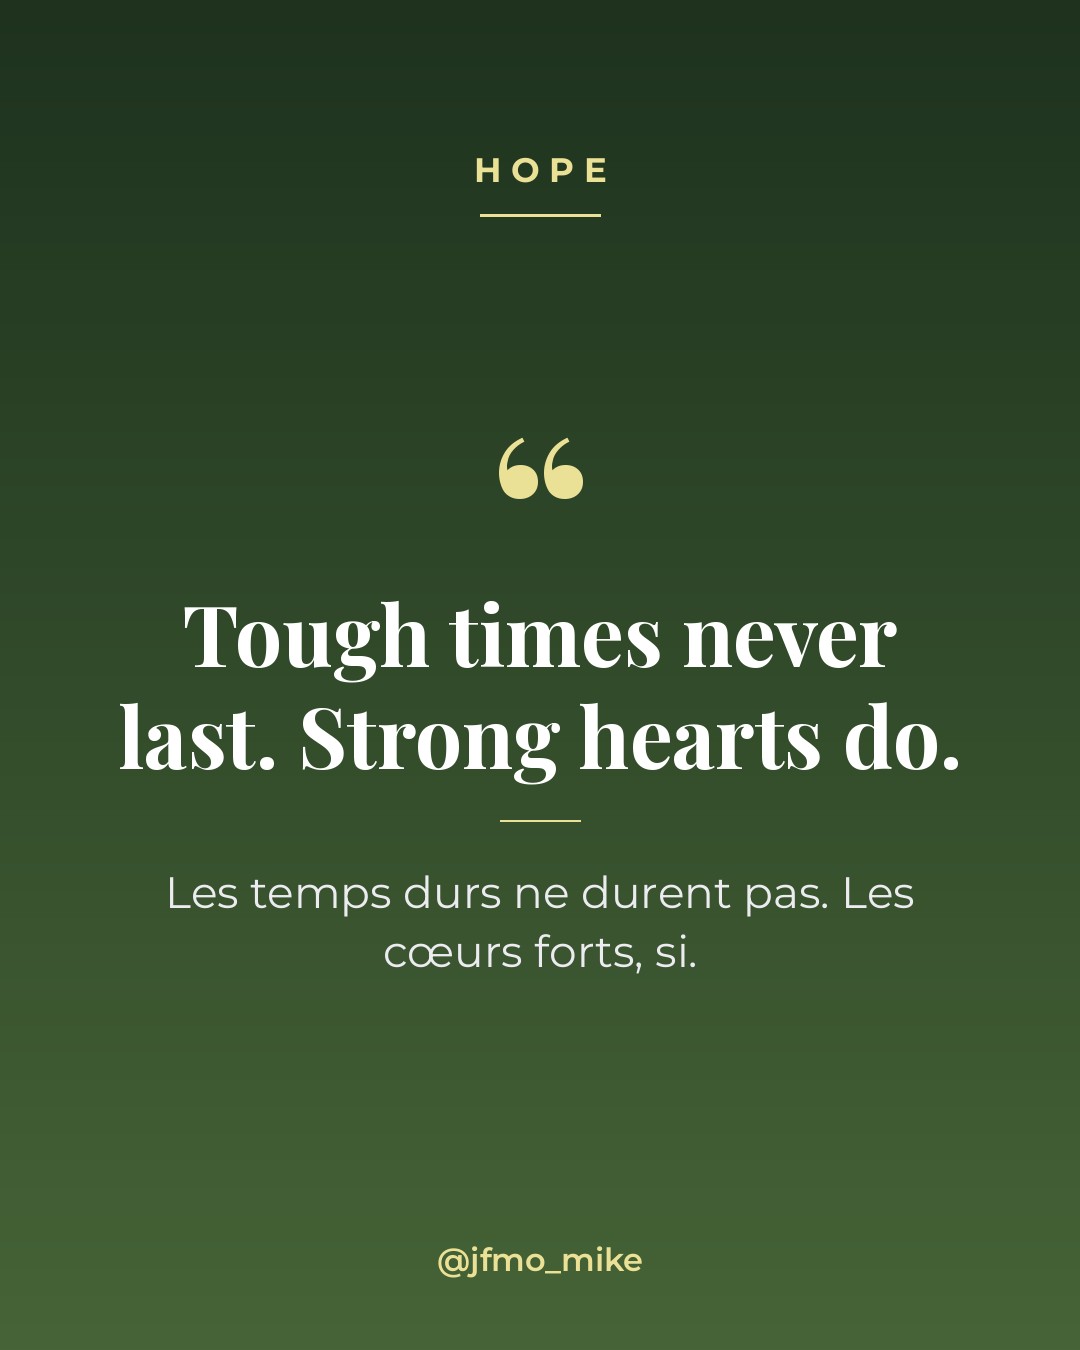 HOPE
“
Tough times never
last. Strong hearts do.
Les temps durs ne durent pas. Les
cœurs forts, si.
@jfmo_mike